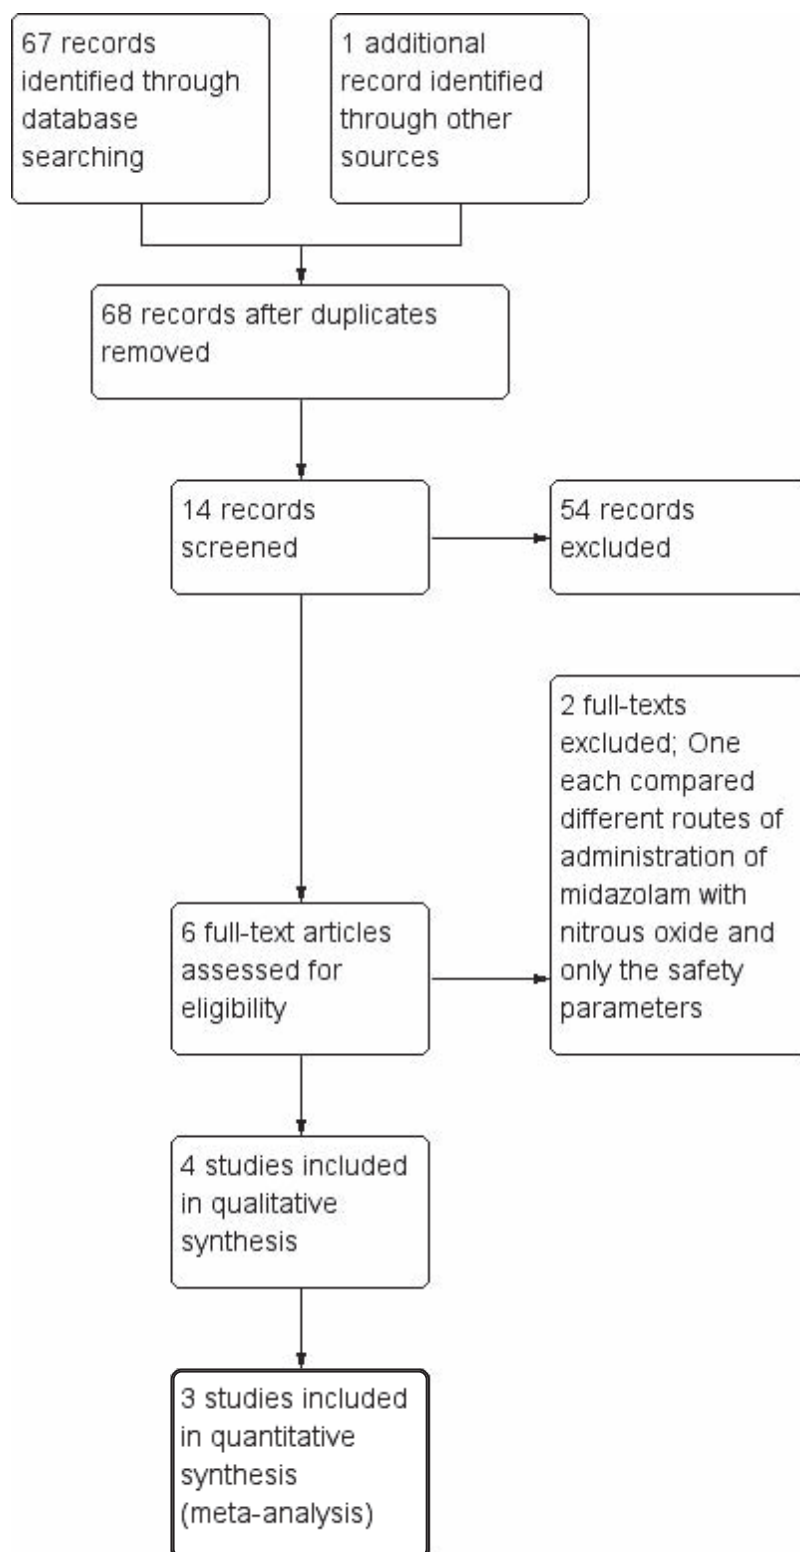 67 records
identified through
database
searching
1 additional
record identified
through other
sources
68 records after duplicates
removed
14 records
screened
54 records
excluded
2 full-texts
excluded; One
each compared
different routes of
administration of
midazolam with
nitrous oxide and
only the safety
parameters
6 full-text articles
assessed for
eligibility
4 studies included
in qualitative
synthesis
3 studies included
in quantitative
synthesis
(meta-analysis)